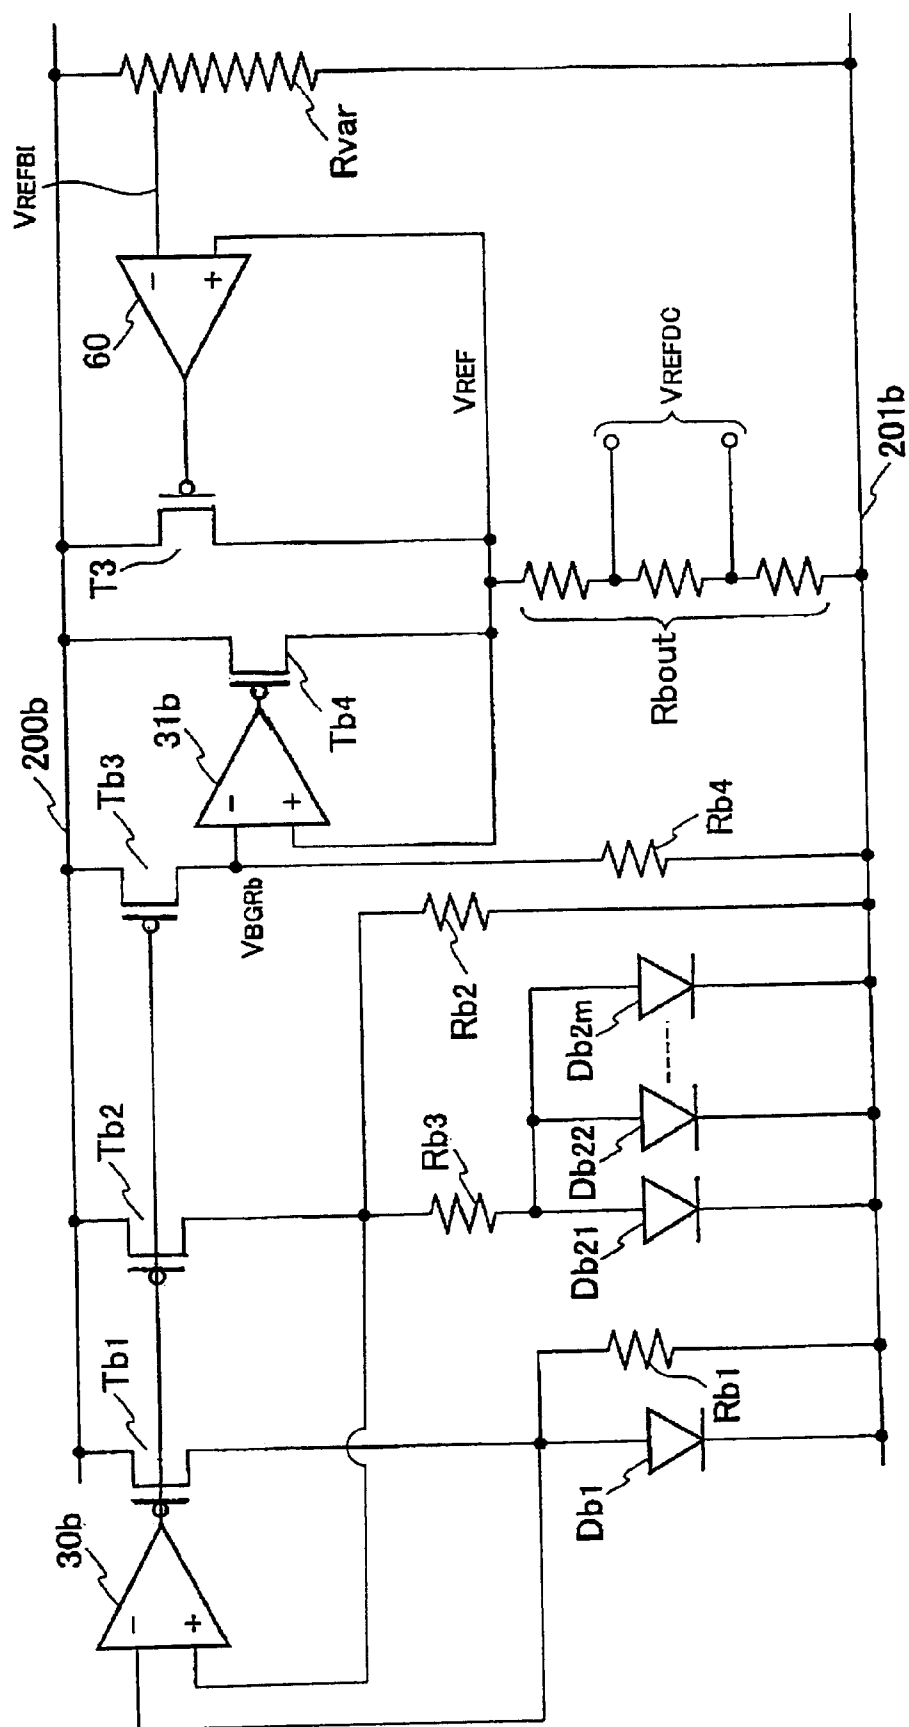 VREFBI
Rvar
60
VREF
VREFDC
201b
T3
Rbout
200b
31b
Tb4
Tb3
VBGRb
Rb4
Rb2
Db2m
Tb2
Rb3
Db22
Db21
Tb1
Rb1
30b
Db1
−
+
−
+
−
+